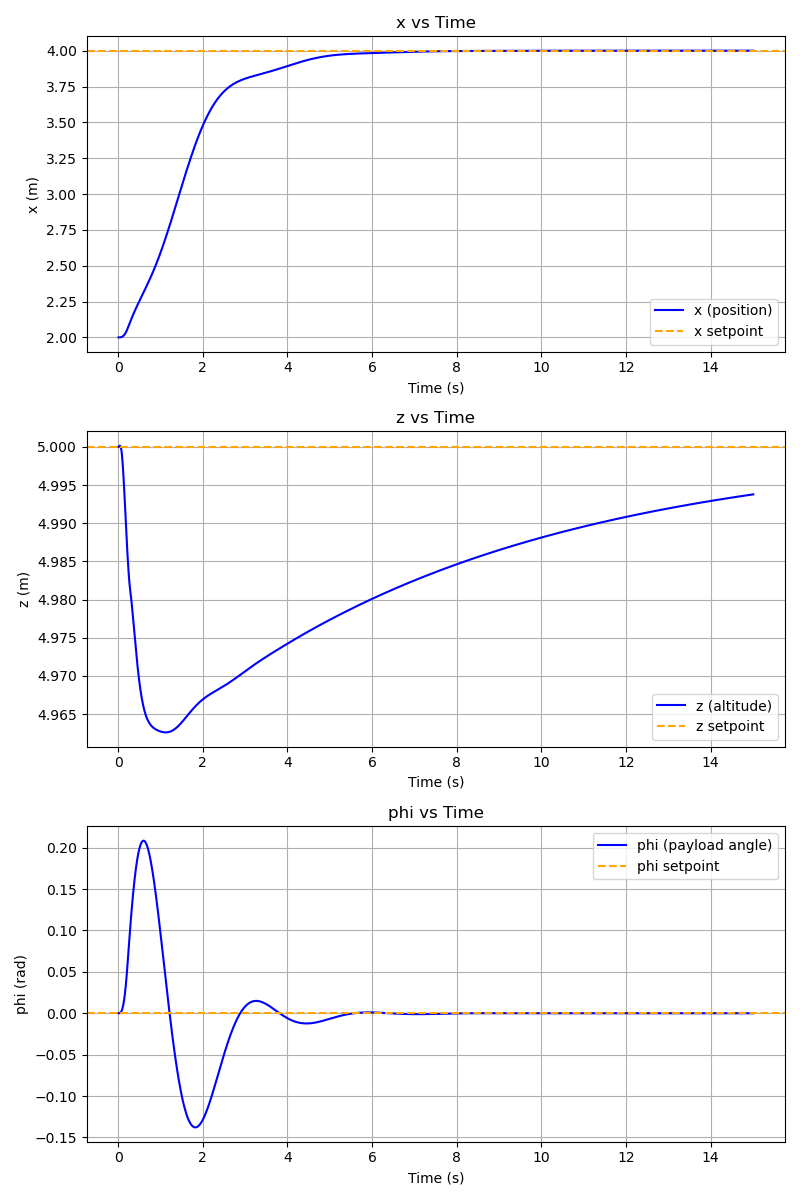 x vs Time
4.00
3.75
3.50
3.25
3.00
2.75
2.50
2.25
2.00
x (m)
x (position)
x setpoint
0 2 4 6 8 10 12 14
Time (s)
z vs Time
5.000
4.995
4.990
4.985
4.980
4.975
4.970
4.965
z (m)
z (altitude)
z setpoint
0 2 4 6 8 10 12 14
Time (s)
phi vs Time
0.20
0.15
0.10
0.05
0.00
−0.05
−0.10
−0.15
phi (rad)
phi (payload angle)
phi setpoint
0 2 4 6 8 10 12 14
Time (s)